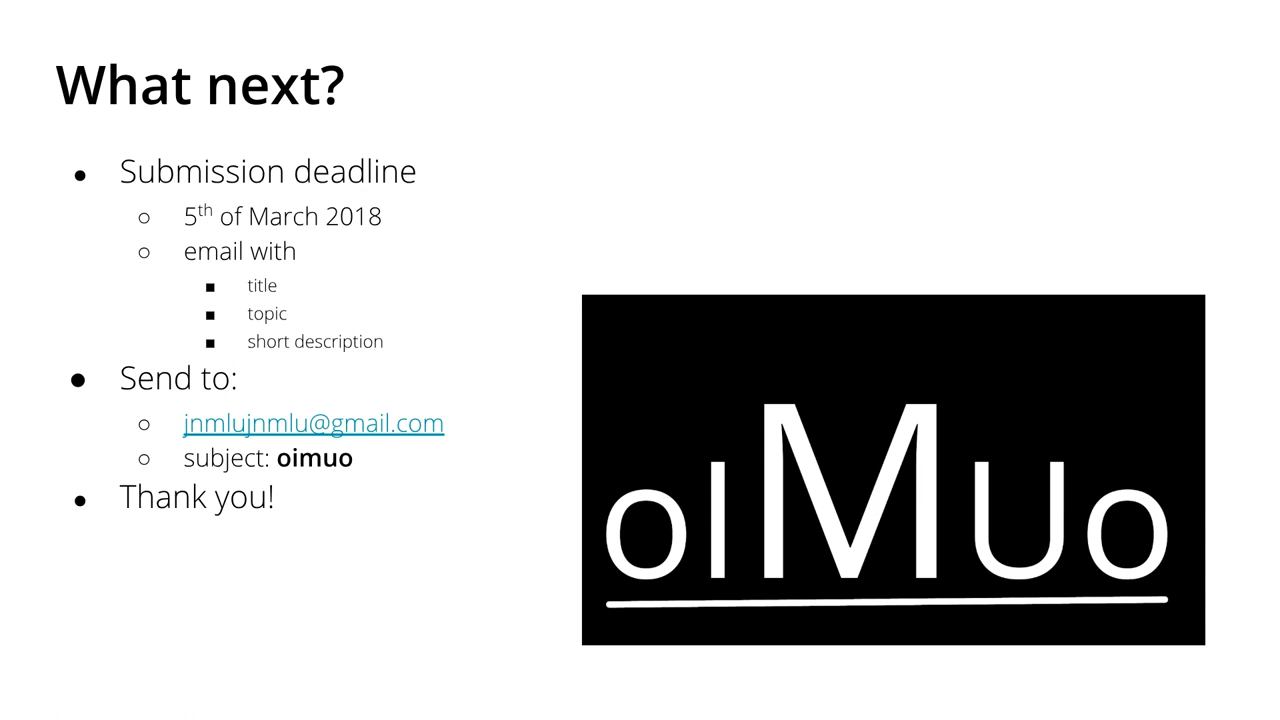 What next?
● Submission deadline
○ 5th of March 2018
○ email with
■ title
■ topic
■ short description
● Send to:
○ jnmlujnmlu@gmail.com
○ subject: oimuo
● Thank you!
oIMUo